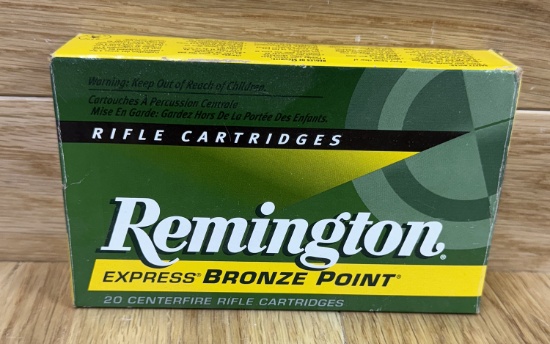 Warning: Keep Out of Reach of Children.
Cartouches À Percussion Centrale
Mise En Garde: Gardez Hors De La Portée Des Enfants.
RIFLE CARTRIDGES
Remington®
EXPRESS® BRONZE POINT®
20 CENTERFIRE RIFLE CARTRIDGES